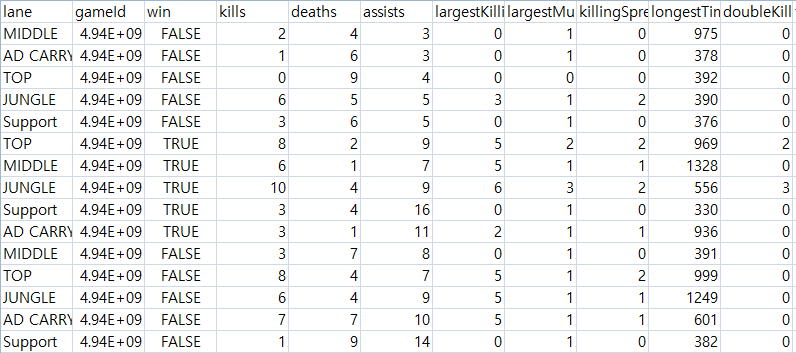 lane gameId win kills deaths assists largestKilli largestMu killingSpre longestTin doubleKill
MIDDLE 4.94E+09 FALSE 2 4 3 0 1 0 975 0
AD CARRY 4.94E+09 FALSE 1 6 3 0 1 0 378 0
TOP 4.94E+09 FALSE 0 9 4 0 0 0 392 0
JUNGLE 4.94E+09 FALSE 6 5 5 3 1 2 390 0
Support 4.94E+09 FALSE 3 6 5 0 1 0 376 0
TOP 4.94E+09 TRUE 8 2 9 5 2 2 969 2
MIDDLE 4.94E+09 TRUE 6 1 7 5 1 1 1328 0
JUNGLE 4.94E+09 TRUE 10 4 9 6 3 2 556 3
Support 4.94E+09 TRUE 3 4 16 0 1 0 330 0
AD CARRY 4.94E+09 TRUE 3 1 11 2 1 1 936 0
MIDDLE 4.94E+09 FALSE 3 7 8 0 1 0 391 0
TOP 4.94E+09 FALSE 8 4 7 5 1 2 999 0
JUNGLE 4.94E+09 FALSE 6 4 9 5 1 1 1249 0
AD CARRY 4.94E+09 FALSE 7 7 10 5 1 1 601 0
Support 4.94E+09 FALSE 1 9 14 0 1 0 382 0